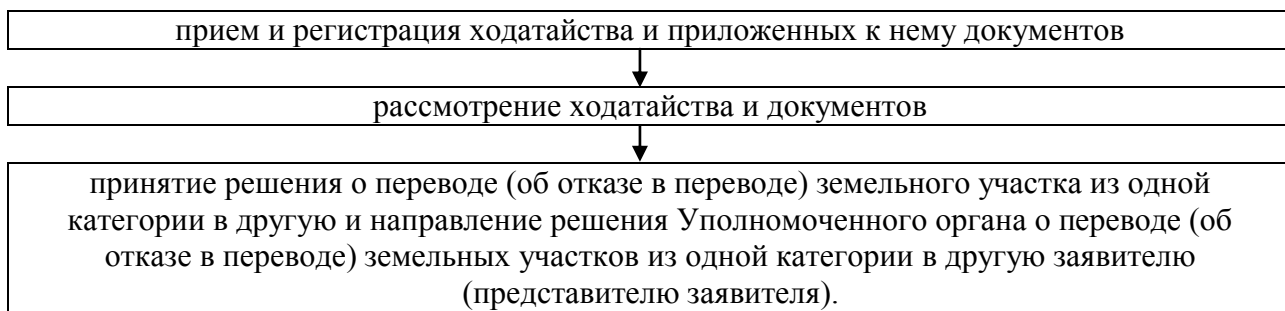 прием и регистрация ходатайства и приложенных к нему документов
рассмотрение ходатайства и документов
принятие решения о переводе (об отказе в переводе) земельного участка из одной
категории в другую и направление решения Уполномоченного органа о переводе (об
отказе в переводе) земельных участков из одной категории в другую заявителю
(представителю заявителя).